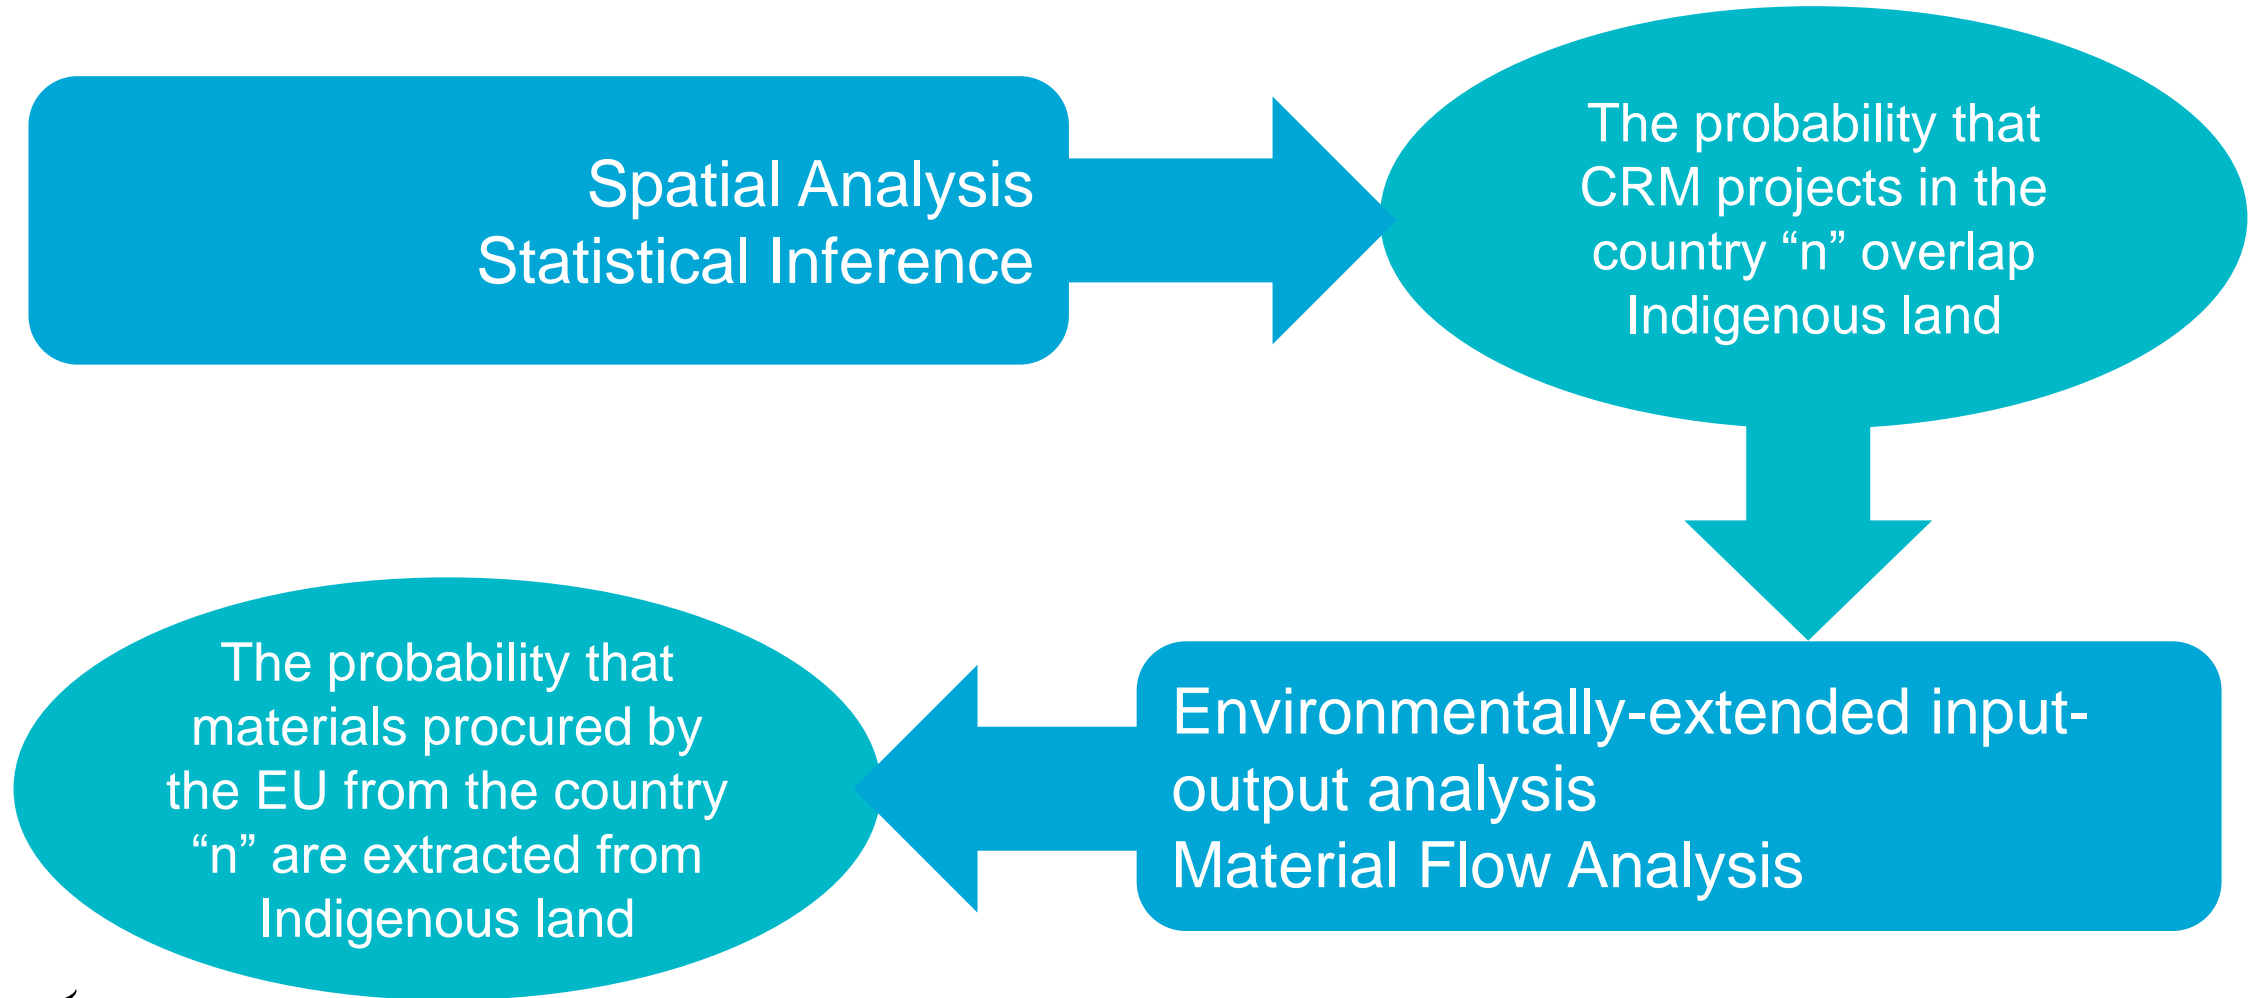 Spatial Analysis
Statistical Inference
The probability that
CRM projects in the
country “n” overlap
Indigenous land
Environmentally-extended input-
output analysis
Material Flow Analysis
The probability that
materials procured by
the EU from the country
“n” are extracted from
Indigenous land